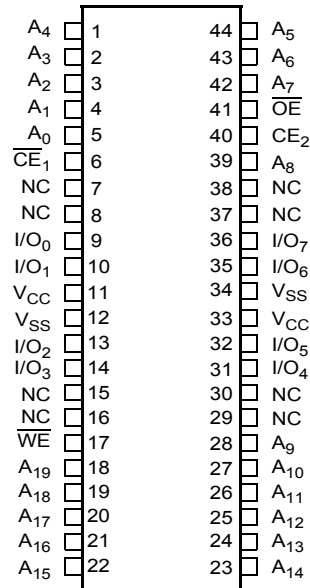 A4 1 44 A5
A3 2 43 A6
A2 3 42 A7
A1 4 41 O̅E̅
A0 5 40 CE2
C̅E̅1 6 39 A8
NC 7 38 NC
NC 8 37 NC
I/O0 9 36 I/O7
I/O1 10 35 I/O6
VCC 11 34 VSS
VSS 12 33 VCC
I/O2 13 32 I/O5
I/O3 14 31 I/O4
NC 15 30 NC
NC 16 29 NC
W̅E̅ 17 28 A9
A19 18 27 A10
A18 19 26 A11
A17 20 25 A12
A16 21 24 A13
A15 22 23 A14